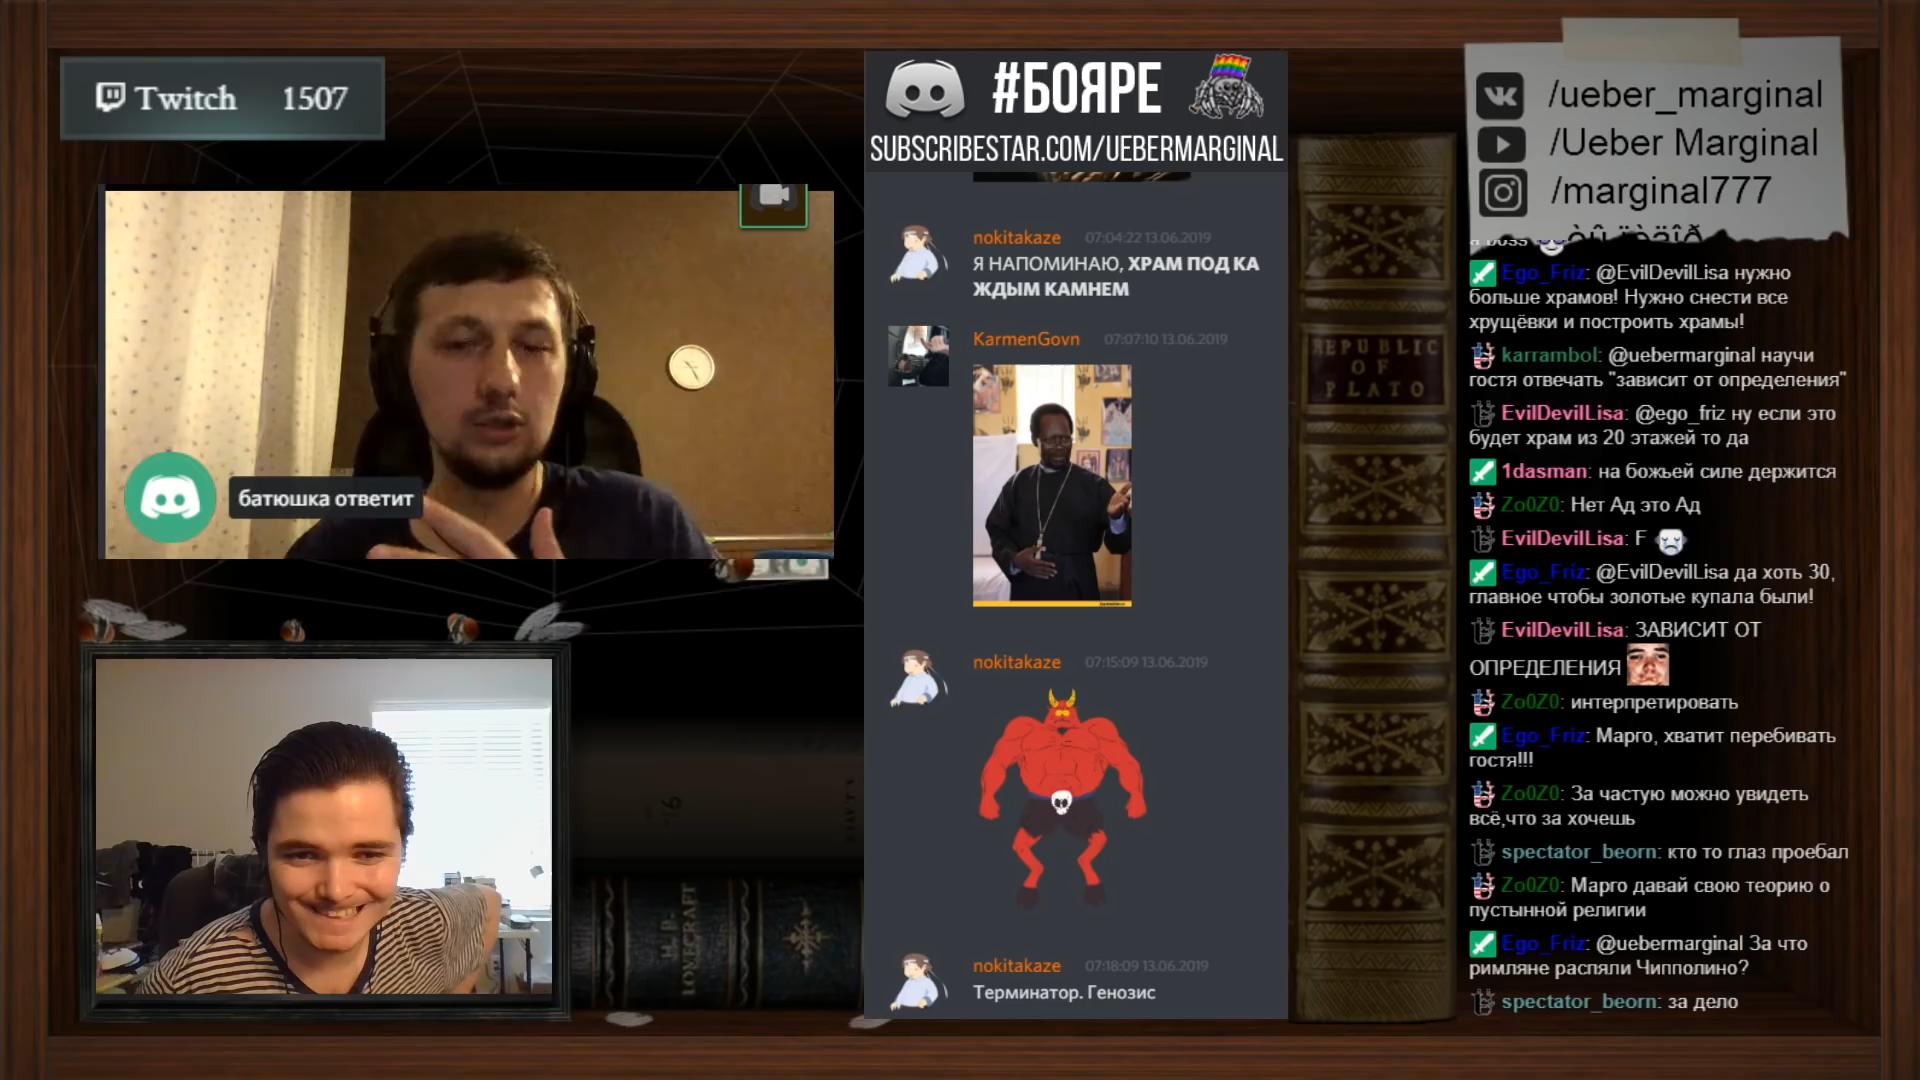 Twitch 1507
батюшка ответит
#БОЯРЕ
SUBSCRIBESTAR.COM/UEBERMARGINAL
nokitakaze 07:04:22 13.06.2019
Я НАПОМИНАЮ, ХРАМ ПОД КА
ЖДЫМ КАМНЕМ
KarmenGovn 07:07:10 13.06.2019
nokitakaze 07:15:09 13.06.2019
nokitakaze 07:18:09 13.06.2019
Терминатор. Генозис
REPUBLIC
OF
PLATO
H. P.
LOVECRAFT
/ueber_marginal
/Ueber Marginal
/marginal777
a boss
Ego_Friz: @EvilDevilLisa нужно
больше храмов! Нужно снести все
хрущёвки и построить храмы!
karrambol: @uebermarginal научи
гостя отвечать "зависит от определения"
EvilDevilLisa: @ego_friz ну если это
будет храм из 20 этажей то да
1dasman: на божьей силе держится
Zo0Z0: Нет Ад это Ад
EvilDevilLisa: F
Ego_Friz: @EvilDevilLisa да хоть 30,
главное чтобы золотые купала были!
EvilDevilLisa: ЗАВИСИТ ОТ
ОПРЕДЕЛЕНИЯ
Zo0Z0: интерпретировать
Ego_Friz: Марго, хватит перебивать
гостя!!!
Zo0Z0: За частую можно увидеть
всё,что за хочешь
spectator_beorn: кто то глаз проебал
Zo0Z0: Марго давай свою теорию о
пустынной религии
Ego_Friz: @uebermarginal За что
римляне распяли Чипполино?
spectator_beorn: за дело